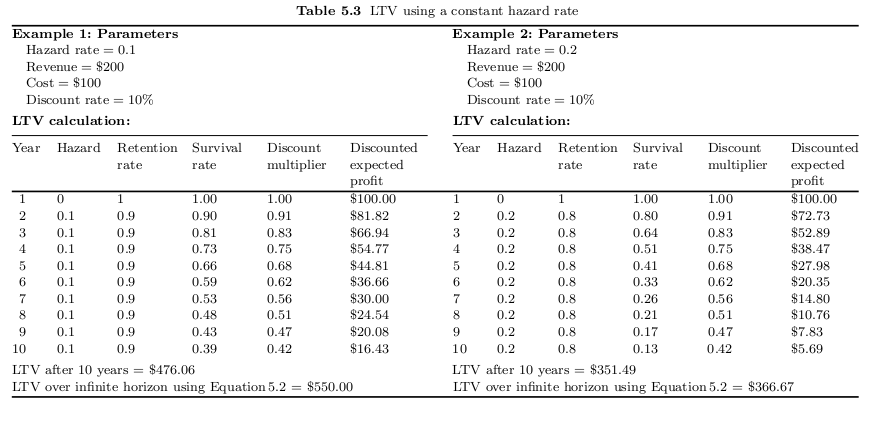 Table 5.3 LTV using a constant hazard rate
Example 1: Parameters
Hazard rate = 0.1
Revenue = $200
Cost = $100
Discount rate = 10%
LTV calculation:
Year Hazard Retention rate Survival rate Discount multiplier Discounted expected profit
1 0 1 1.00 1.00 $100.00
2 0.1 0.9 0.90 0.91 $81.82
3 0.1 0.9 0.81 0.83 $66.94
4 0.1 0.9 0.73 0.75 $54.77
5 0.1 0.9 0.66 0.68 $44.81
6 0.1 0.9 0.59 0.62 $36.66
7 0.1 0.9 0.53 0.56 $30.00
8 0.1 0.9 0.48 0.51 $24.54
9 0.1 0.9 0.43 0.47 $20.08
10 0.1 0.9 0.39 0.42 $16.43
LTV after 10 years = $476.06
LTV over infinite horizon using Equation 5.2 = $550.00
Example 2: Parameters
Hazard rate = 0.2
Revenue = $200
Cost = $100
Discount rate = 10%
LTV calculation:
Year Hazard Retention rate Survival rate Discount multiplier Discounted expected profit
1 0 1 1.00 1.00 $100.00
2 0.2 0.8 0.80 0.91 $72.73
3 0.2 0.8 0.64 0.83 $52.89
4 0.2 0.8 0.51 0.75 $38.47
5 0.2 0.8 0.41 0.68 $27.98
6 0.2 0.8 0.33 0.62 $20.35
7 0.2 0.8 0.26 0.56 $14.80
8 0.2 0.8 0.21 0.51 $10.76
9 0.2 0.8 0.17 0.47 $7.83
10 0.2 0.8 0.13 0.42 $5.69
LTV after 10 years = $351.49
LTV over infinite horizon using Equation 5.2 = $366.67